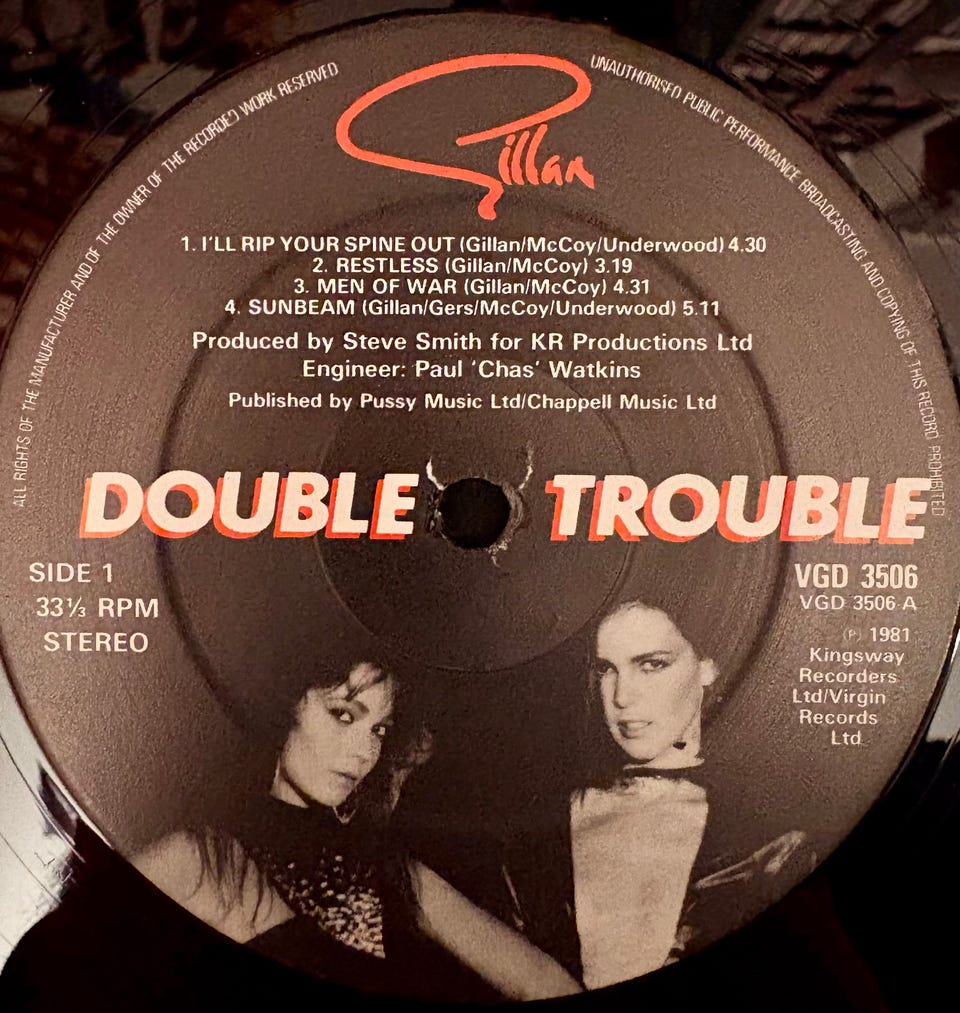 ALL RIGHTS OF THE MANUFACTURER AND OF THE OWNER OF THE RECORDED WORK RESERVED
UNAUTHORISED PUBLIC PERFORMANCE BROADCASTING AND COPYING OF THIS RECORD PROHIBITED
Gillan
1. I'LL RIP YOUR SPINE OUT (Gillan/McCoy/Underwood) 4.30
2. RESTLESS (Gillan/McCoy) 3.19
3. MEN OF WAR (Gillan/McCoy) 4.31
4. SUNBEAM (Gillan/Gers/McCoy/Underwood) 5.11
Produced by Steve Smith for KR Productions Ltd
Engineer: Paul 'Chas' Watkins
Published by Pussy Music Ltd/Chappell Music Ltd
DOUBLE TROUBLE
SIDE 1
33⅓ RPM
STEREO
VGD 3506
VGD 3506-A
℗ 1981
Kingsway
Recorders
Ltd/Virgin
Records
Ltd